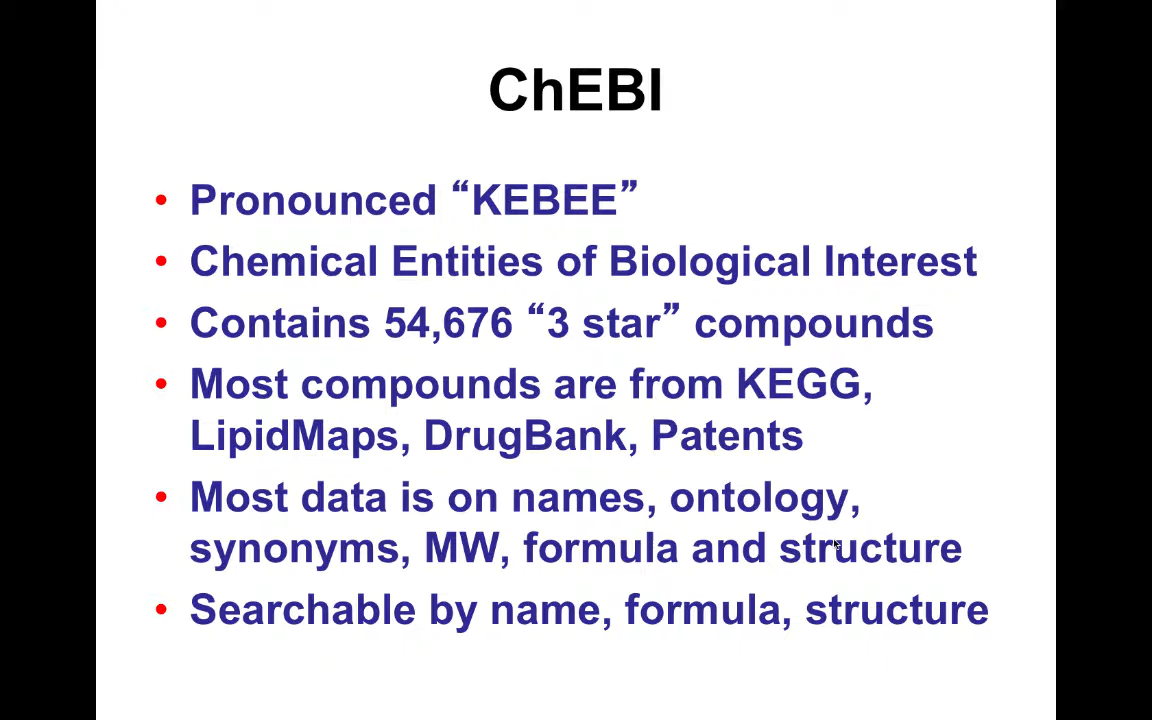 ChEBI
• Pronounced “KEBEE”
• Chemical Entities of Biological Interest
• Contains 54,676 “3 star” compounds
• Most compounds are from KEGG,
LipidMaps, DrugBank, Patents
• Most data is on names, ontology,
synonyms, MW, formula and structure
• Searchable by name, formula, structure